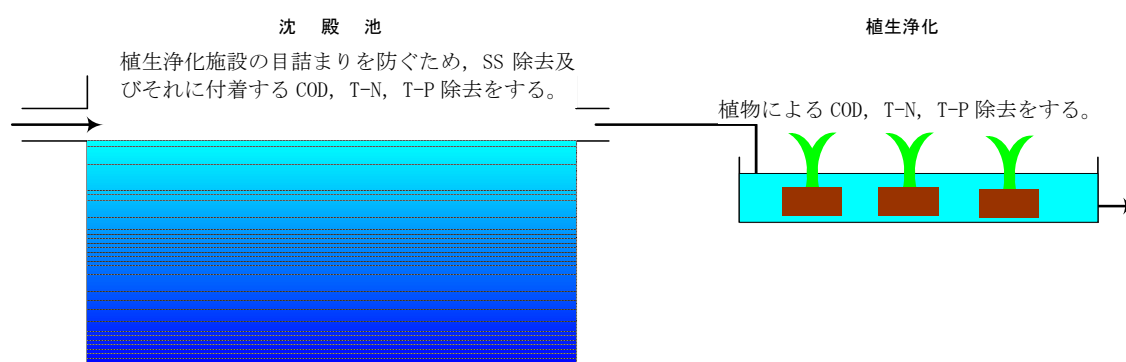 沈 殿 池
植生浄化施設の目詰まりを防ぐため，SS 除去及
びそれに付着する COD，T-N，T-P 除去をする。
植生浄化
植物による COD，T-N，T-P 除去をする。